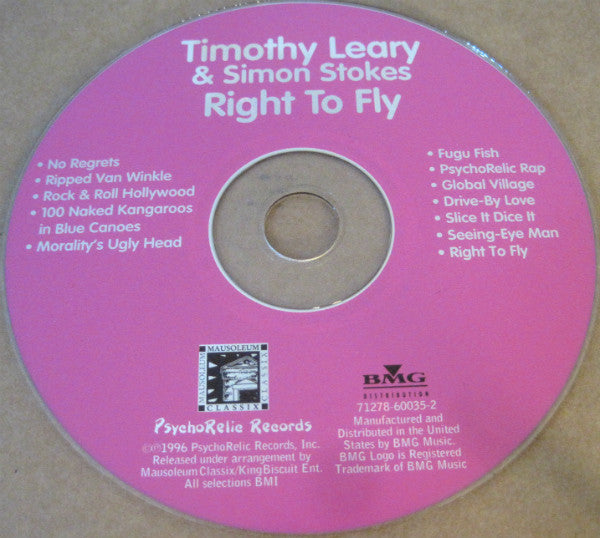 Timothy Leary
& Simon Stokes
Right To Fly
• No Regrets
• Ripped Van Winkle
• Rock & Roll Hollywood
• 100 Naked Kangaroos
in Blue Canoes
• Morality's Ugly Head
• Fugu Fish
• PsychoRelic Rap
• Global Village
• Drive-By Love
• Slice It Dice It
• Seeing-Eye Man
• Right To Fly
MAUSOLEUM
MAUSOLEUM
CLASSIX
CLASSIX
PsychoRelic Records
©℗1996 PsychoRelic Records, Inc.
Released under arrangement by
Mausoleum Classix/King Biscuit Ent.
All selections BMI
BMG
DISTRIBUTION
71278-60035-2
Manufactured and
Distributed in the United
States by BMG Music.
BMG Logo is Registered
Trademark of BMG Music